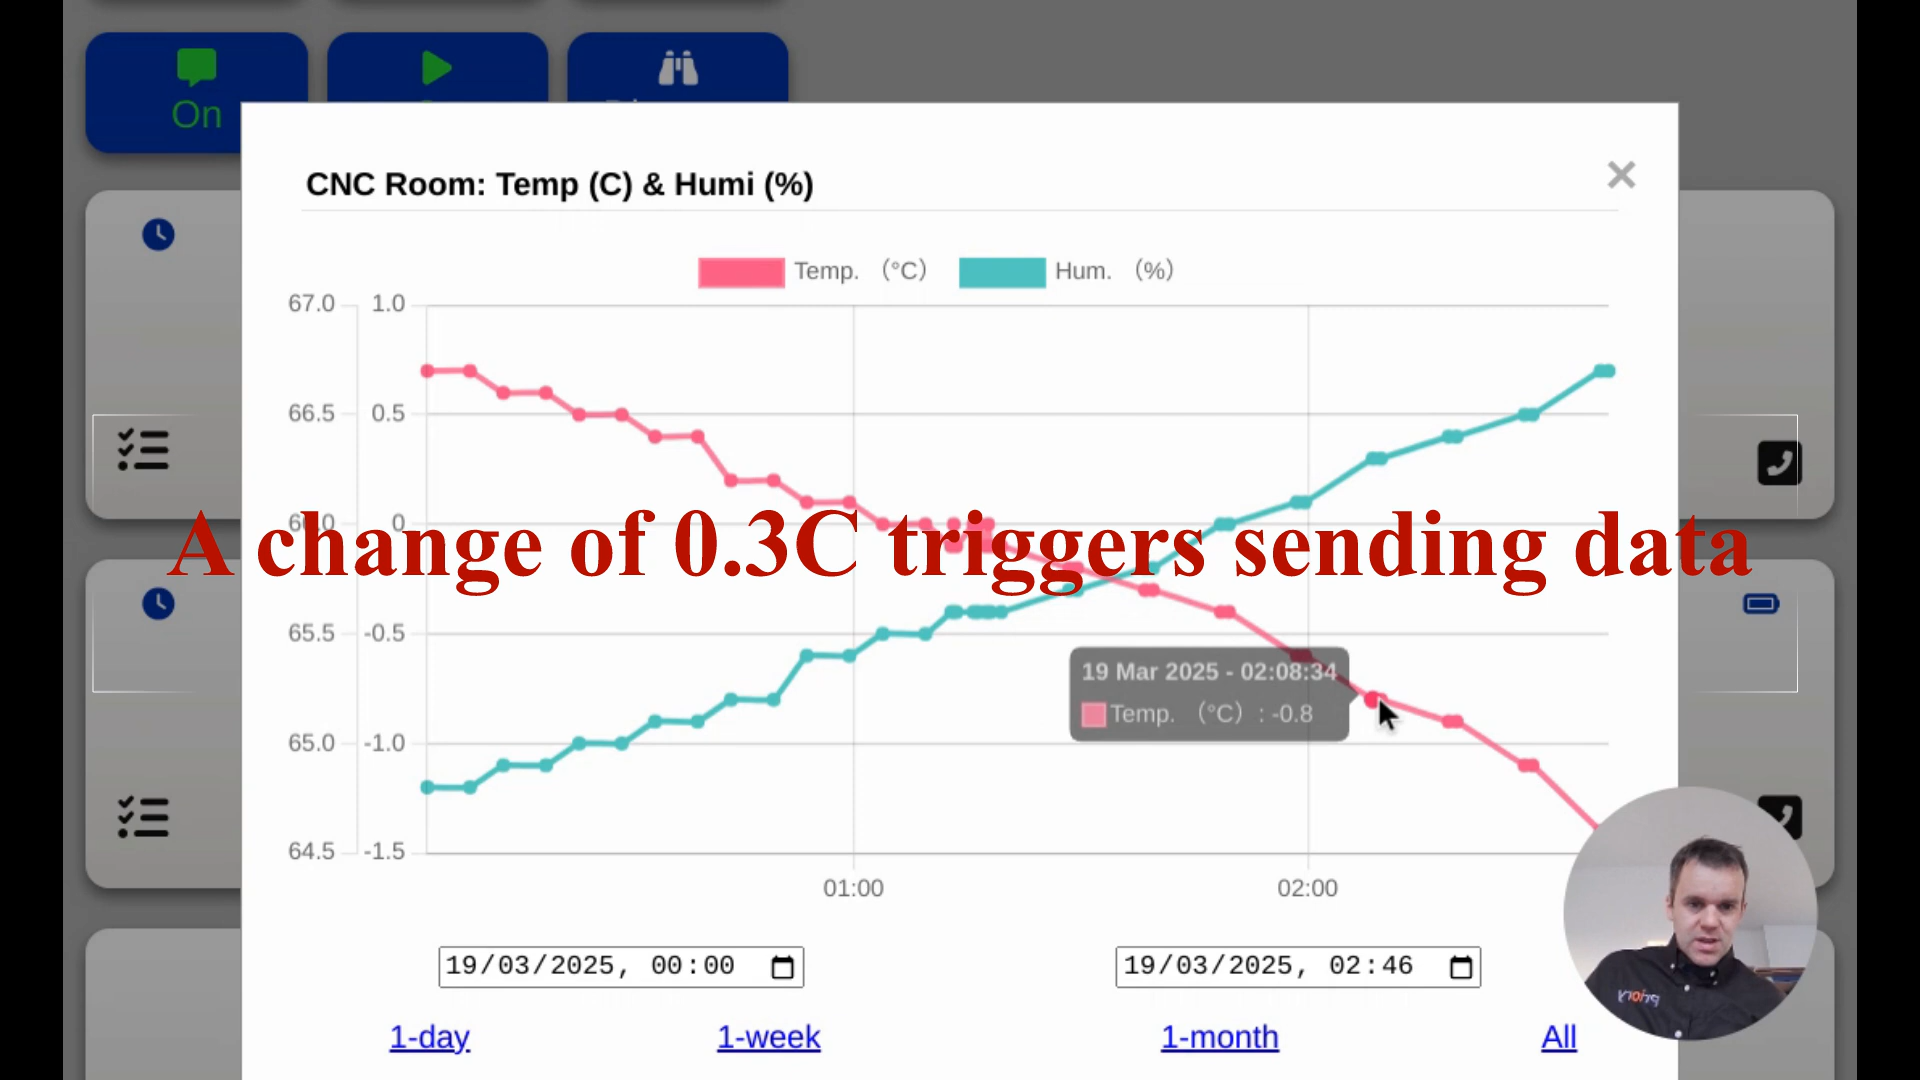 On
CNC Room: Temp (C) & Humi (%)
Temp. (°C) Hum. (%)
67.0 1.0
66.5 0.5
0
A change of 0.3C triggers sending data
65.5 -0.5
19 Mar 2025 - 02:08:34
Temp. (°C) : -0.8
65.0 -1.0
64.5 -1.5
01:00 02:00
19/03/2025, 00:00 19/03/2025, 02:46
1-day 1-week 1-month All